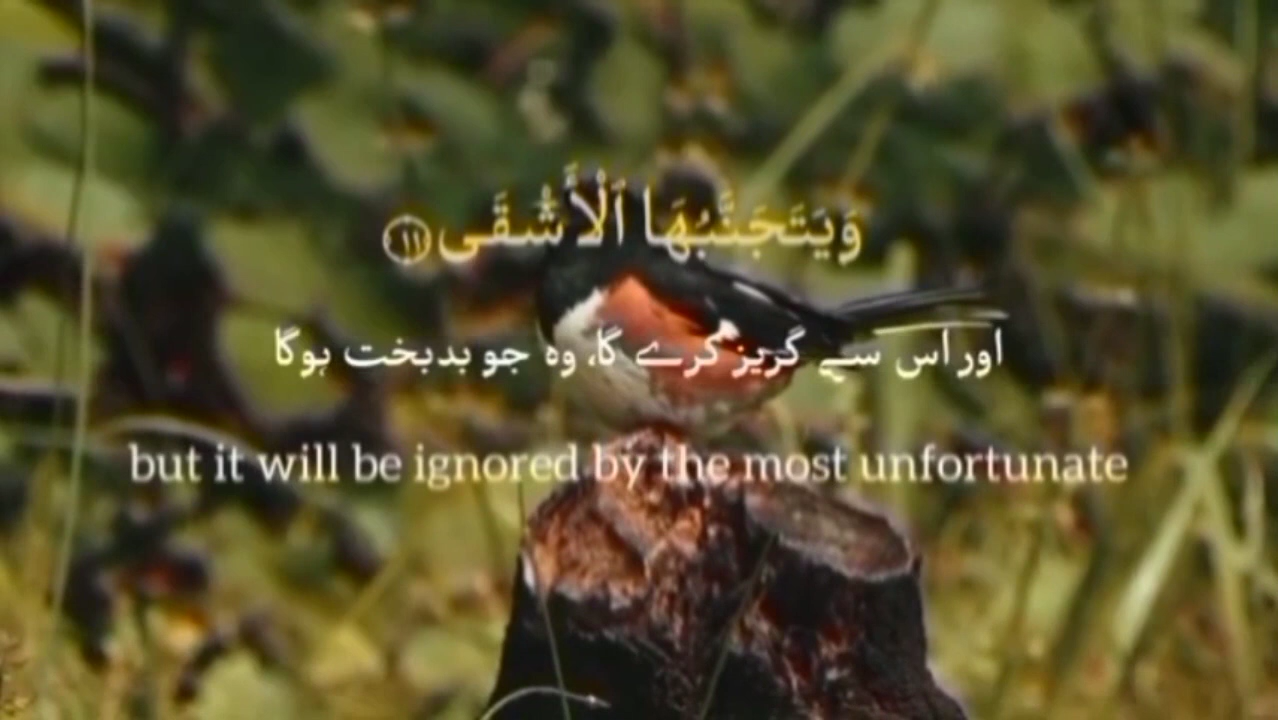 وَيَتَجَنَّبُهَا ٱلْأَشْقَى ١١
اور اس سے گریز کرے گا، وہ جو بدبخت ہوگا
but it will be ignored by the most unfortunate